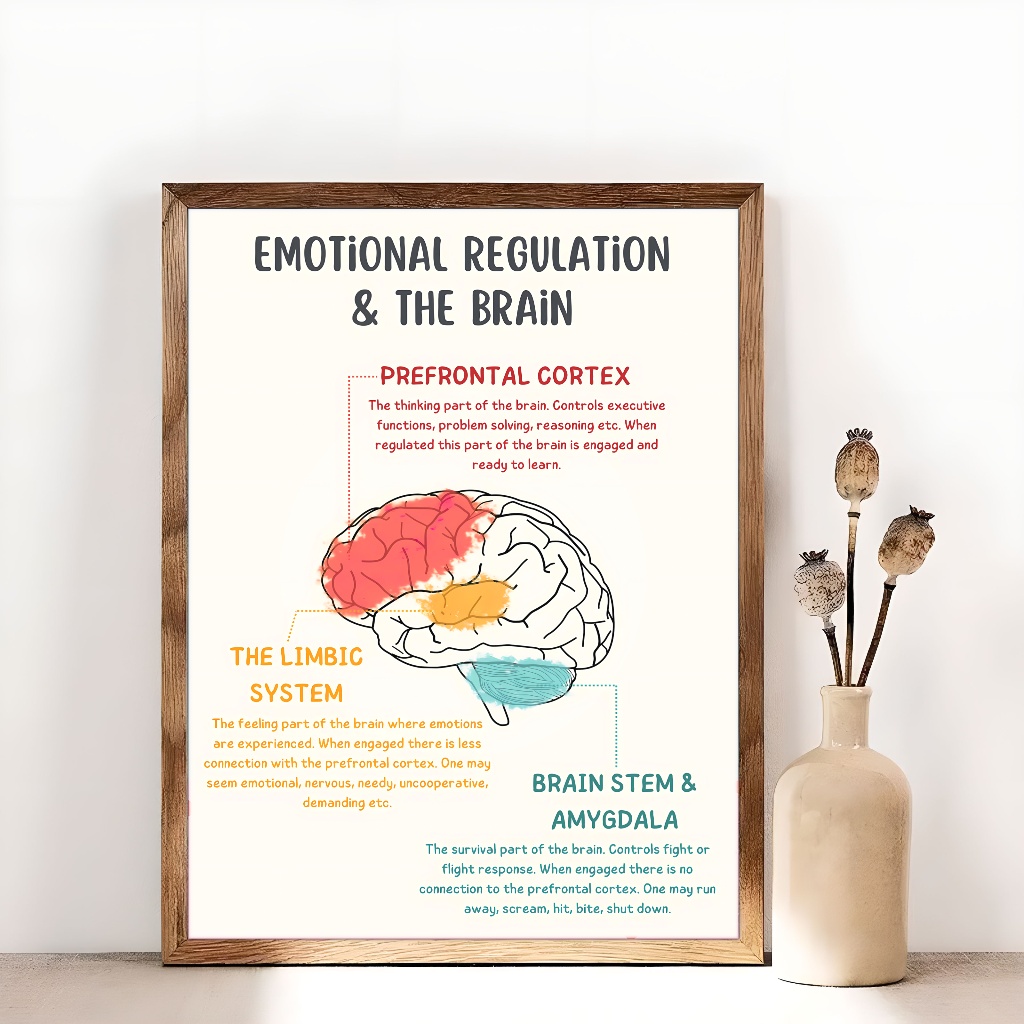 EMOTiONAL REGULATiON
& THE BRAiN
PREFRONTAL CORTEX
The thinking part of the brain. Controls executive
functions, problem solving, reasoning etc. When
regulated this part of the brain is engaged and
ready to learn.
THE LIMBIC
SYSTEM
The feeling part of the brain where emotions
are experienced. When engaged there is less
connection with the prefrontal cortex. One may
seem emotional, nervous, needy, uncooperative,
demanding etc.
BRAIN STEM &
AMYGDALA
The survival part of the brain. Controls fight or
flight response. When engaged there is no
connection to the prefrontal cortex. One may run
away, scream, hit, bite, shut down.